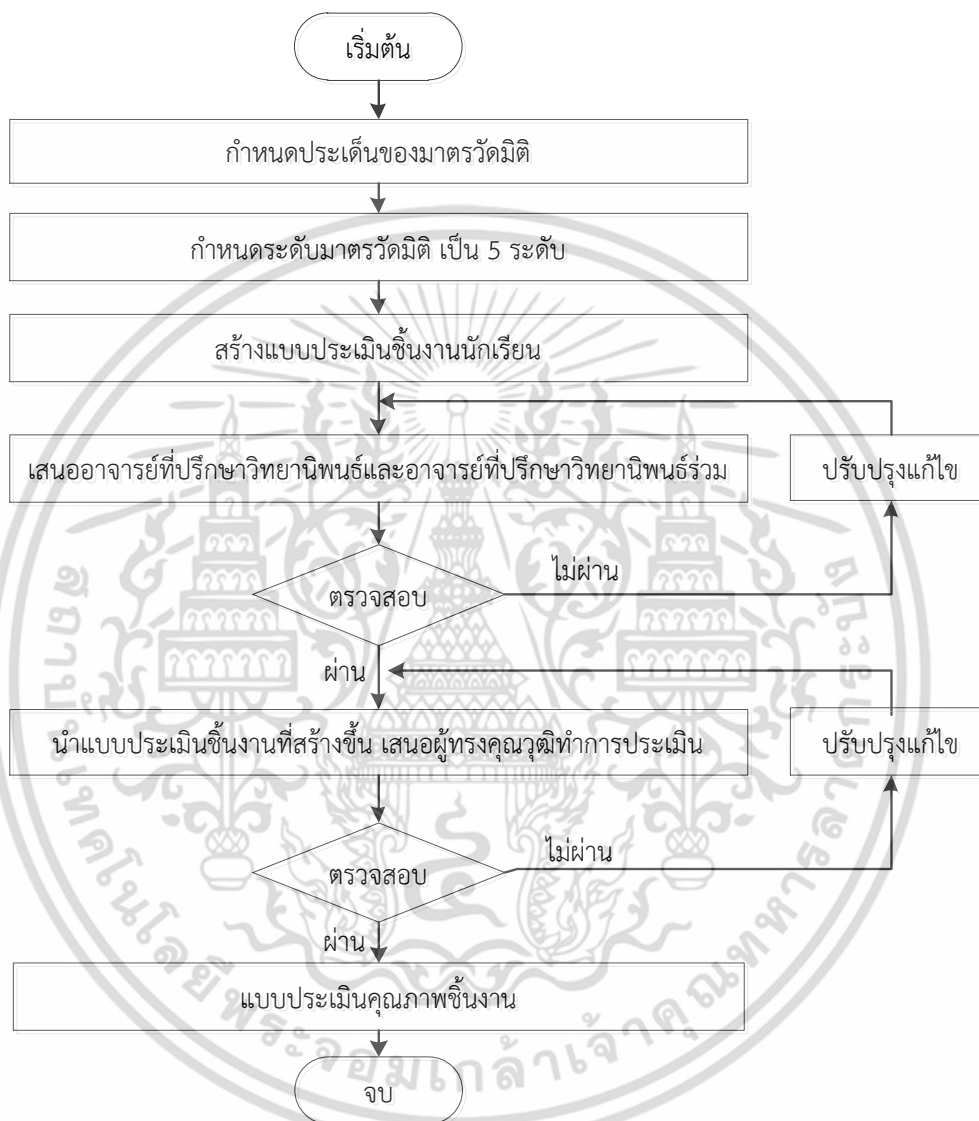 เริ่มต้น
กำหนดประเด็นของมาตรวัดมิติ
กำหนดระดับมาตรวัดมิติ เป็น 5 ระดับ
สร้างแบบประเมินชิ้นงานนักเรียน
เสนออาจารย์ที่ปรึกษาวิทยานิพนธ์และอาจารย์ที่ปรึกษาวิทยานิพนธ์ร่วม
ปรับปรุงแก้ไข
ตรวจสอบ
ไม่ผ่าน
ผ่าน
นำแบบประเมินชิ้นงานที่สร้างขึ้น เสนอผู้ทรงคุณวุฒิทำการประเมิน
ปรับปรุงแก้ไข
ตรวจสอบ
ไม่ผ่าน
ผ่าน
แบบประเมินคุณภาพชิ้นงาน
จบ